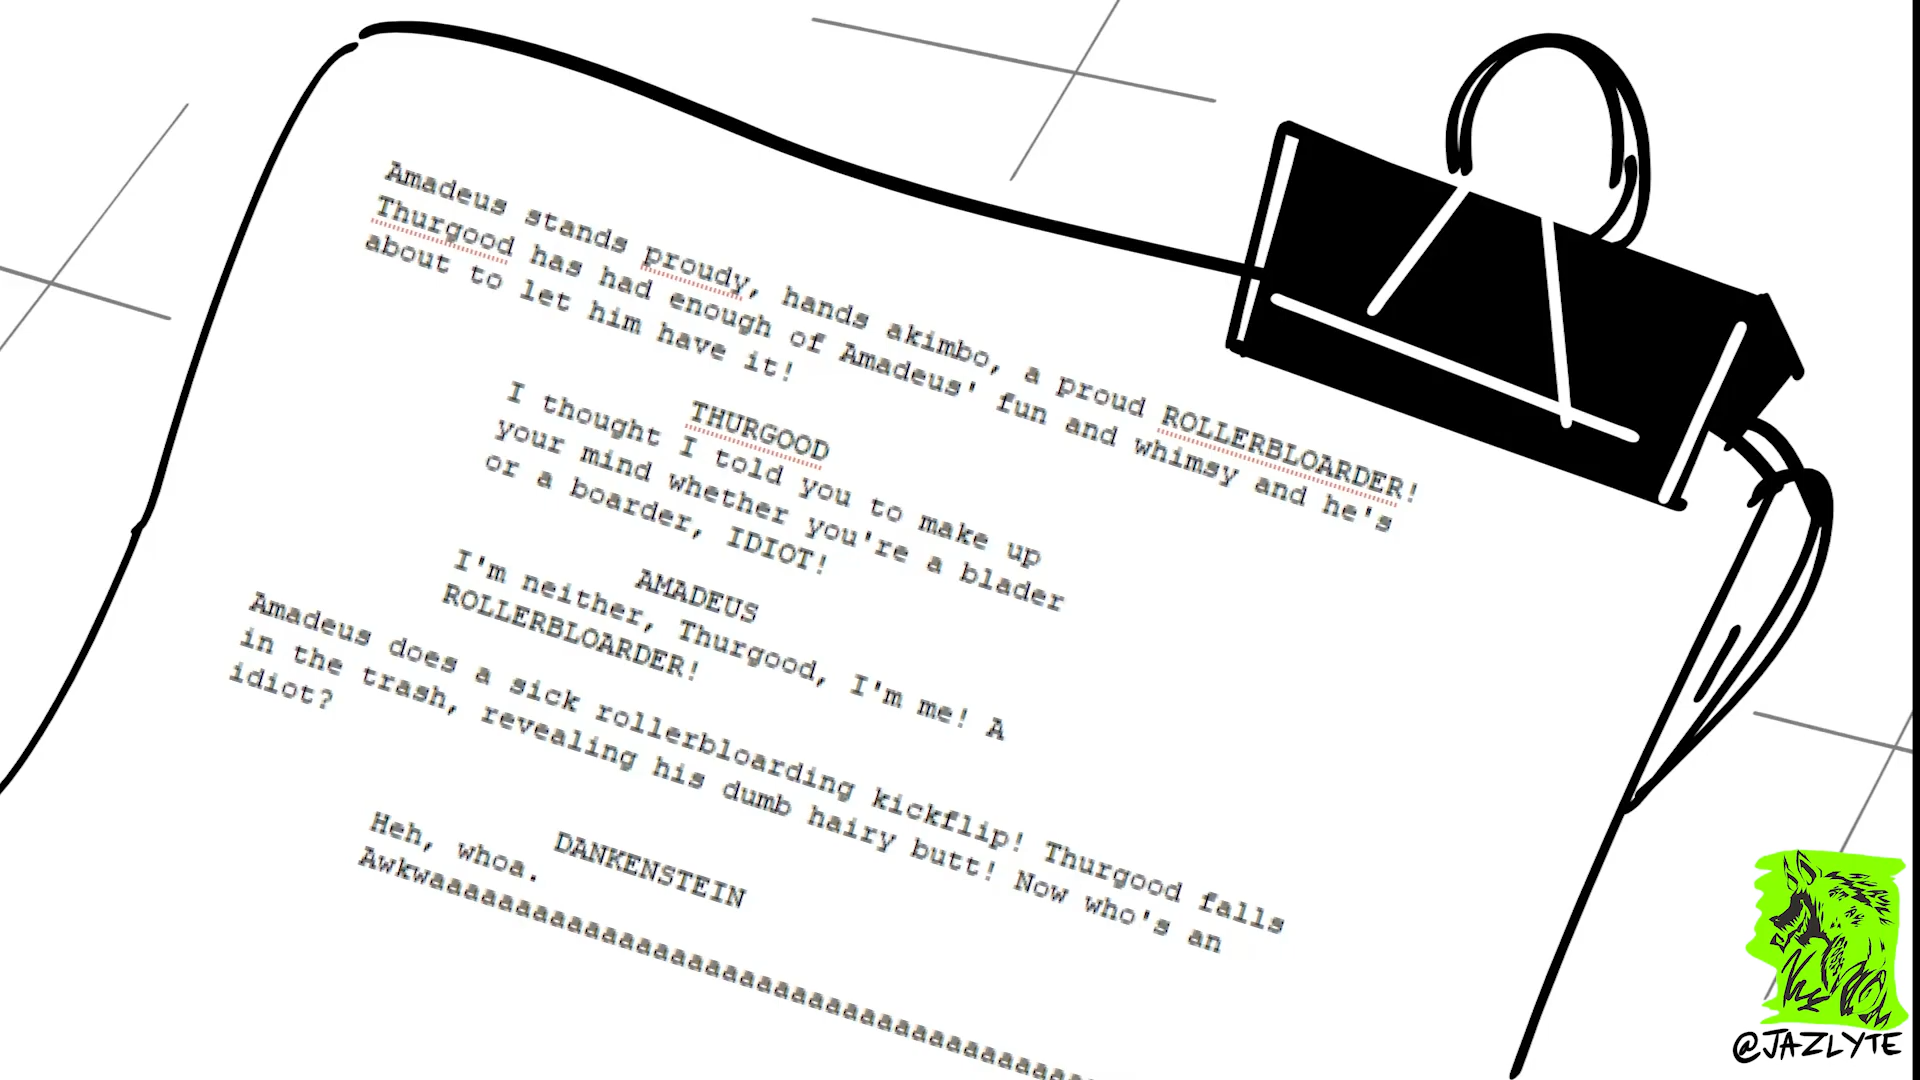 Amadeus stands proudy, hands akimbo, a proud ROLLERBLOARDER!
Thurgood has had enough of Amadeus' fun and whimsy and he's
about to let him have it!
THURGOOD
I thought I told you to make up
your mind whether you're a blader
or a boarder, IDIOT!
AMADEUS
I'm neither, Thurgood, I'm me! A
ROLLERBLOARDER!
Amadeus does a sick rollerbloarding kickflip! Thurgood falls
in the trash, revealing his dumb hairy butt! Now who's an
idiot?
DANKENSTEIN
Heh, whoa.
Awkwaaaaaaaaaaaaaaaaaaaaaaaaaaaaaaaaaaaaaaaaaaaa
@JAZLYTE